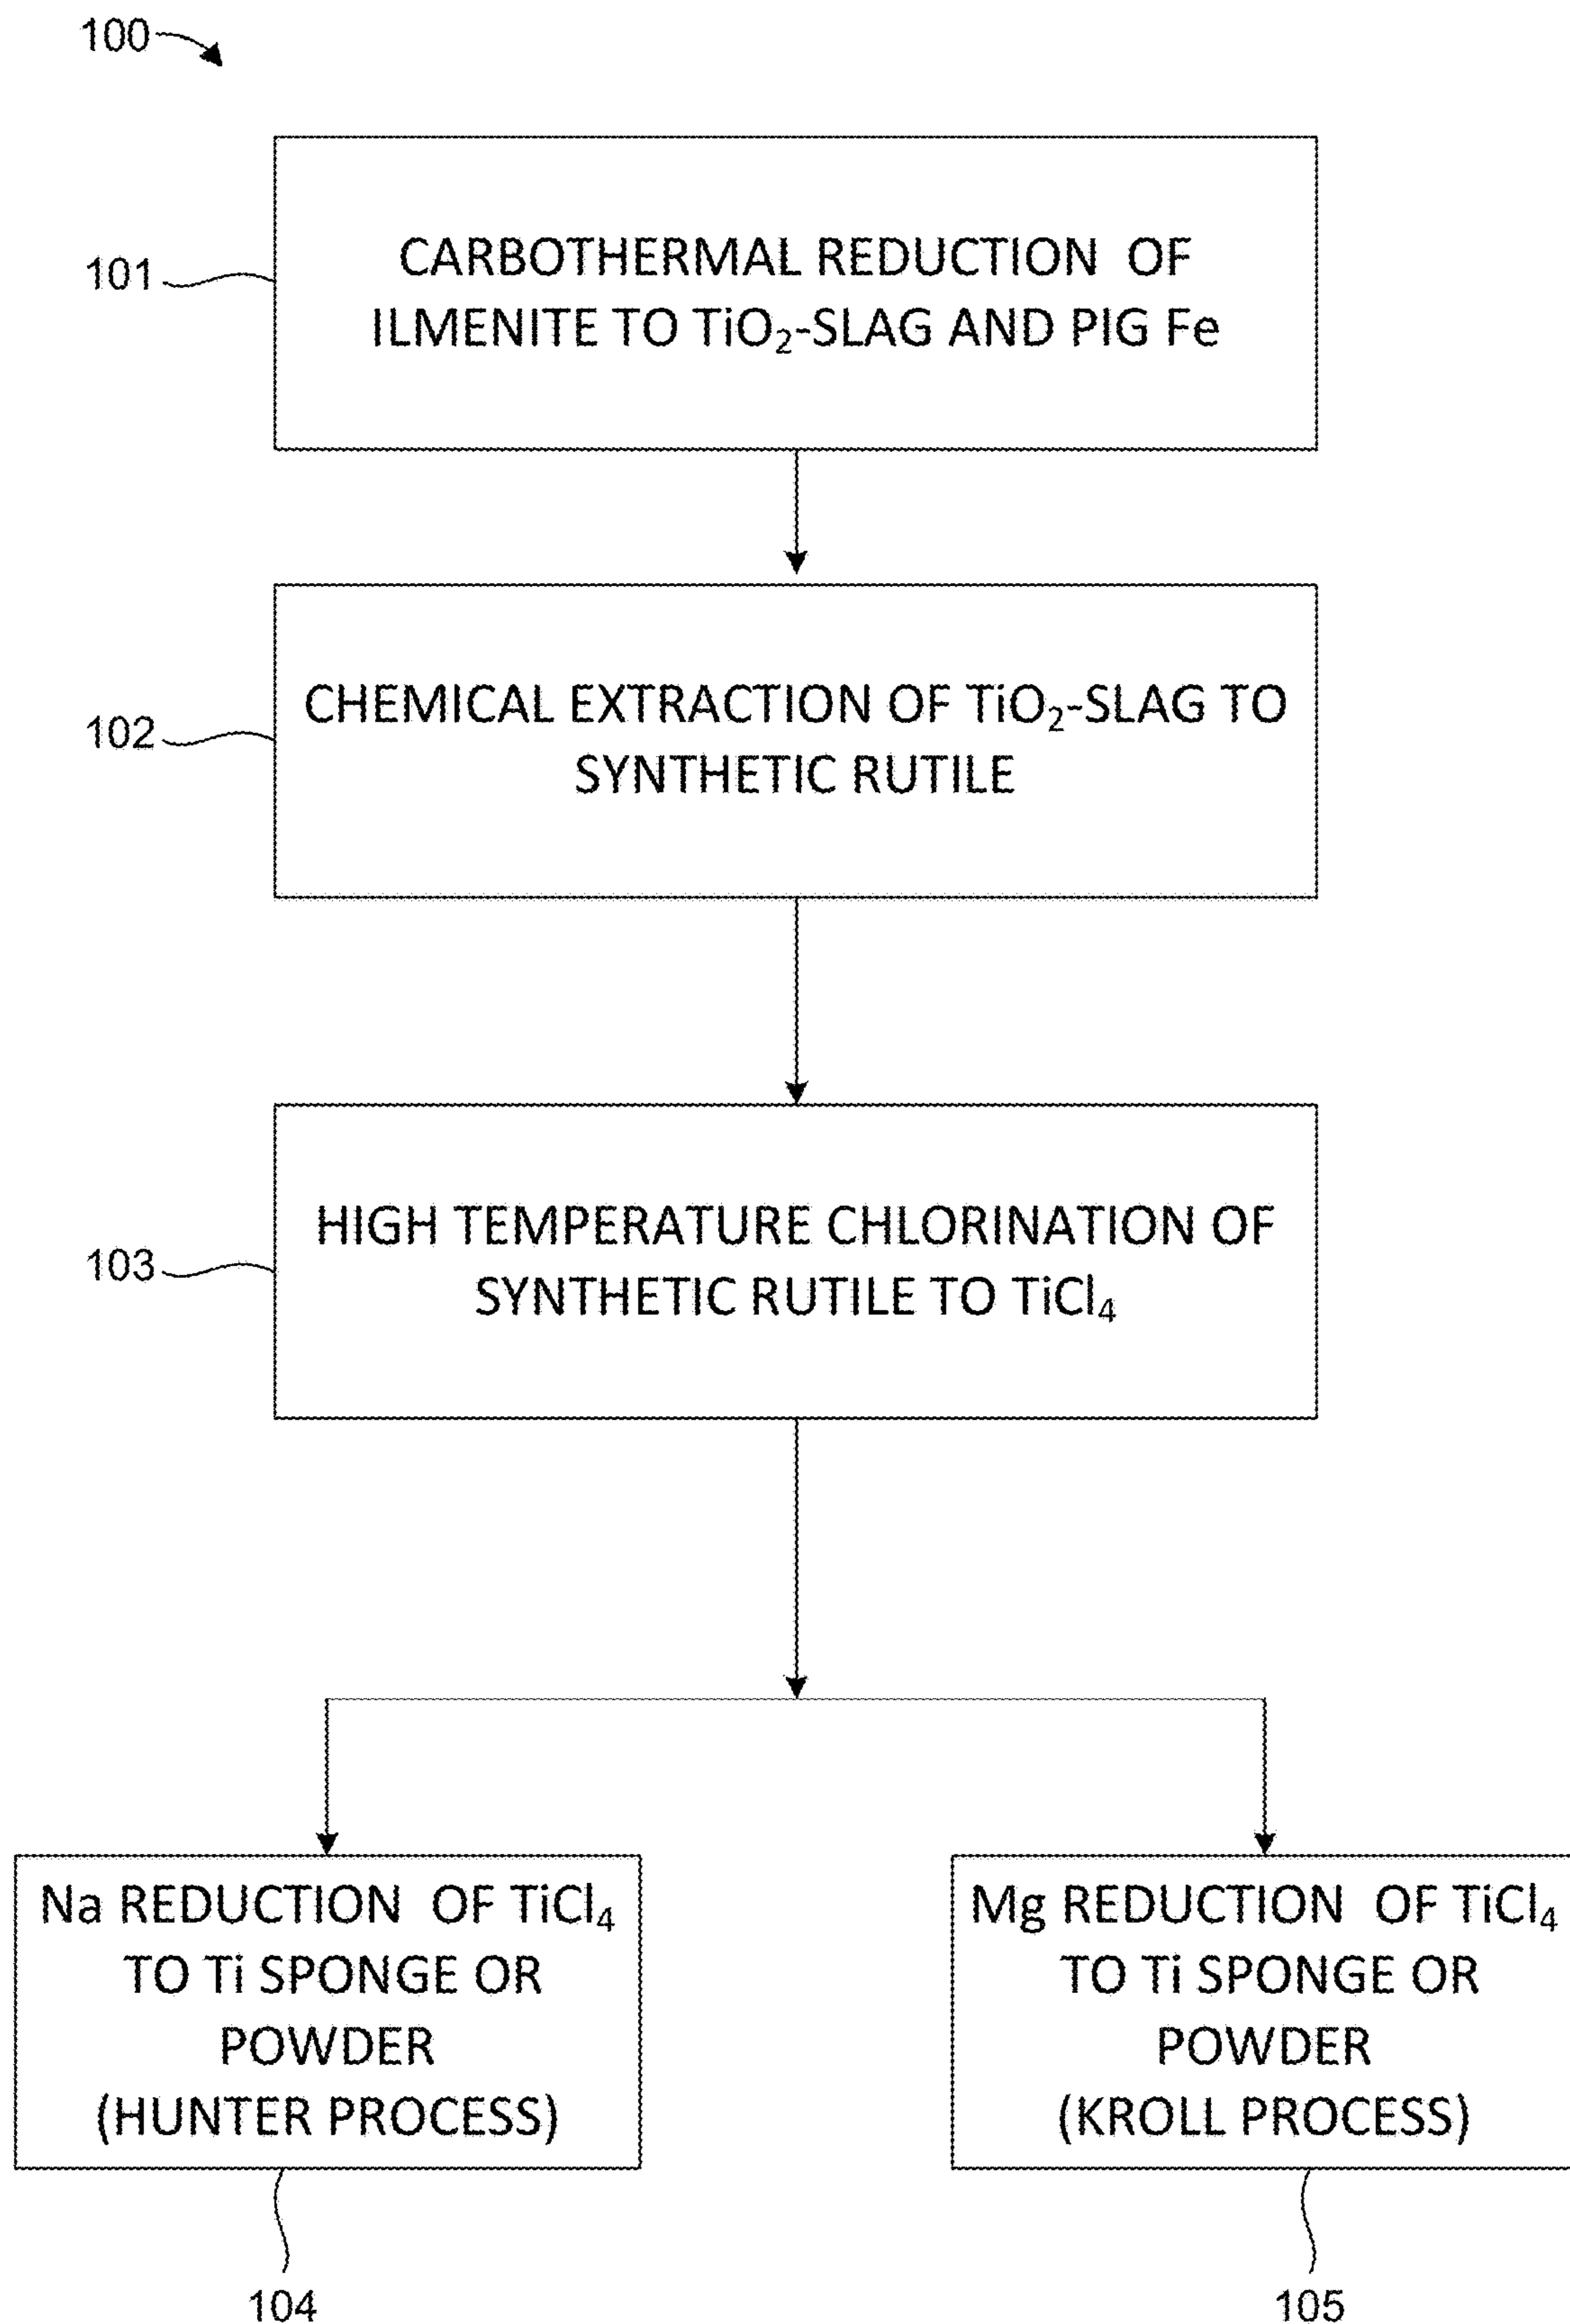 100
101
CARBOTHERMAL REDUCTION OF
ILMENITE TO TiO₂-SLAG AND PIG Fe
102
CHEMICAL EXTRACTION OF TiO₂-SLAG TO
SYNTHETIC RUTILE
103
HIGH TEMPERATURE CHLORINATION OF
SYNTHETIC RUTILE TO TiCl₄
Na REDUCTION OF TiCl₄
TO Ti SPONGE OR
POWDER
(HUNTER PROCESS)
104
Mg REDUCTION OF TiCl₄
TO Ti SPONGE OR
POWDER
(KROLL PROCESS)
105